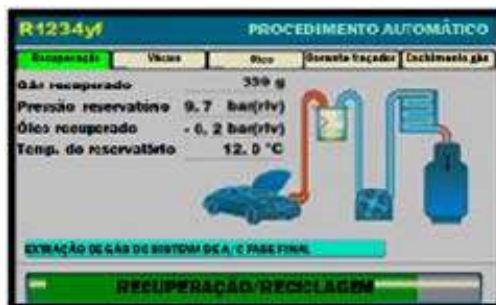 R1234yf PROCEDIMENTO AUTOMÁTICO
Recuperação Vácuo Óleo Corante traçador Enchimento gás
Gás recuperado 330 g
Pressão reservatório 9,7 bar(rlv)
Óleo recuperado - 0,2 bar(rlv)
Temp. do reservatório 12,0 °C
EXTRAÇÃO DE GÁS DO SISTEMA DE A/C FASE FINAL
RECUPERAÇÃO/RECICLAGEM